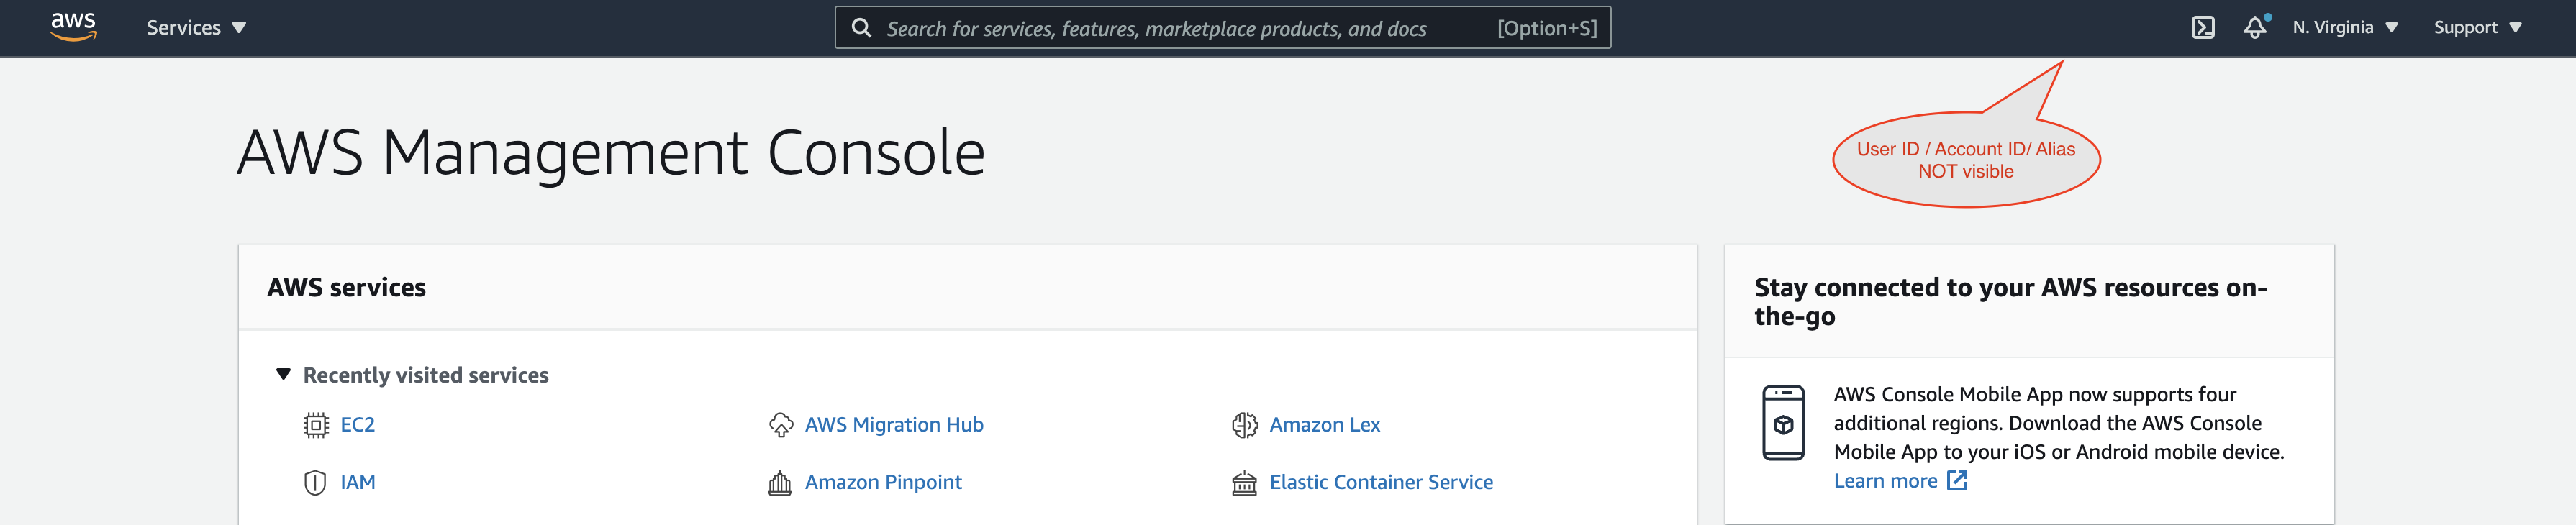 aws Services Search for services, features, marketplace products, and docs [Option+S] N. Virginia Support
User ID / Account ID/ Alias
NOT visible
AWS Management Console
AWS services
Recently visited services
EC2 AWS Migration Hub Amazon Lex
IAM Amazon Pinpoint Elastic Container Service
Stay connected to your AWS resources on-
the-go
AWS Console Mobile App now supports four
additional regions. Download the AWS Console
Mobile App to your iOS or Android mobile device.
Learn more